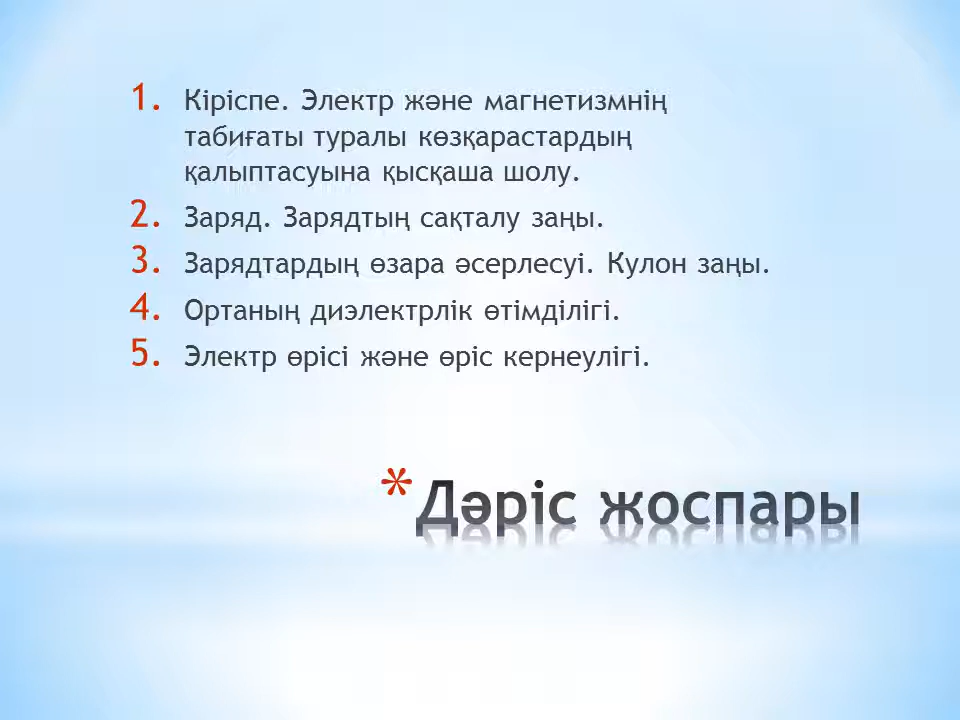 1. Кіріспе. Электр және магнетизмнің
табиғаты туралы көзқарастардың
қалыптасуына қысқаша шолу.
2. Заряд. Зарядтың сақталу заңы.
3. Зарядтардың өзара әсерлесуі. Кулон заңы.
4. Ортаның диэлектрлік өтімділігі.
5. Электр өрісі және өріс кернеулігі.
* Дәріс жоспары